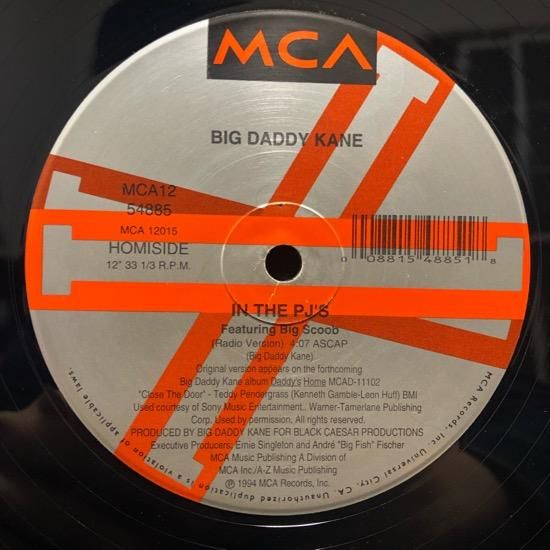 MCA
BIG DADDY KANE
MCA12
54885
MCA 12015
HOMISIDE
12" 33 1/3 R.P.M.
0 08815 48851 8
IN THE PJ'S
Featuring Big Scoob
(Radio Version) 4:07 ASCAP
(Big Daddy Kane)
Original version appears on the forthcoming
Big Daddy Kane album Daddy's Home MCAD-11102
"Close The Door" - Teddy Pendergrass (Kenneth Gamble-Leon Huff) BMI
Used courtesy of Sony Music Entertainment.. Warner-Tamerlane Publishing
Corp. Used by permission. All rights reserved.
PRODUCED BY BIG DADDY KANE FOR BLACK CAESAR PRODUCTIONS
Executive Producers: Ernie Singleton and André "Big Fish" Fischer
MCA Music Publishing A Division of
MCA Inc./A-Z Music Publishing
℗ 1994 MCA Records, Inc.
MCA Records, Inc. Universal City, CA. Unauthorized duplication is a violation of applicable laws.